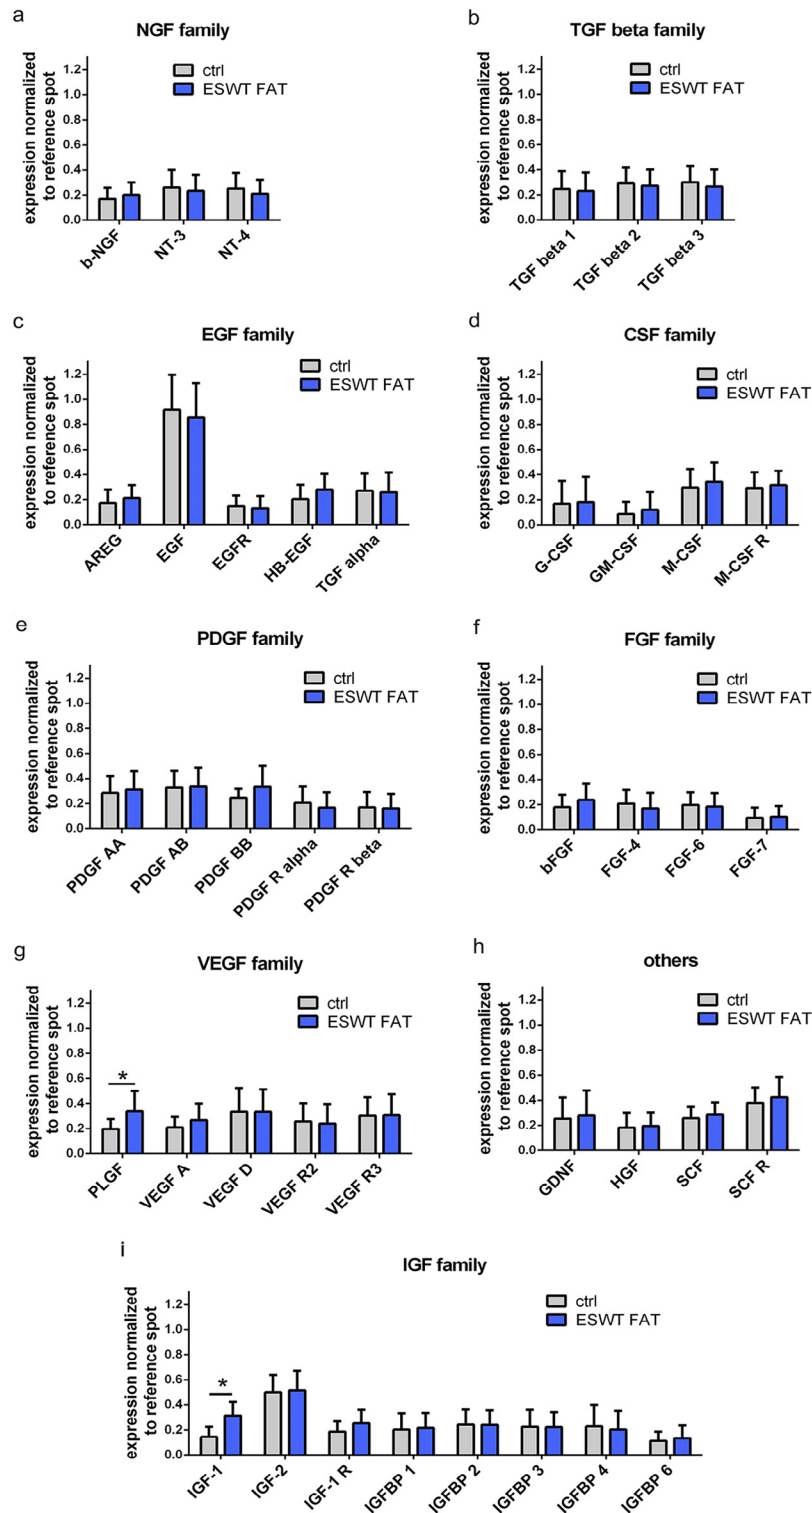 a
NGF family
expression normalized
to reference spot
1.2
1.0
0.8
0.6
0.4
0.2
0.0
ctrl
ESWT FAT
b-NGF
NT-3
NT-4
b
TGF beta family
expression normalized
to reference spot
1.2
1.0
0.8
0.6
0.4
0.2
0.0
ctrl
ESWT FAT
TGF beta 1
TGF beta 2
TGF beta 3
c
EGF family
expression normalized
to reference spot
1.2
1.0
0.8
0.6
0.4
0.2
0.0
ctrl
ESWT FAT
AREG
EGF
EGFR
HB-EGF
TGF alpha
d
CSF family
expression normalized
to reference spot
1.2
1.0
0.8
0.6
0.4
0.2
0.0
ctrl
ESWT FAT
G-CSF
GM-CSF
M-CSF
M-CSF R
e
PDGF family
expression normalized
to reference spot
1.2
1.0
0.8
0.6
0.4
0.2
0.0
ctrl
ESWT FAT
PDGF AA
PDGF AB
PDGF BB
PDGF R alpha
PDGF R beta
f
FGF family
expression normalized
to reference spot
1.2
1.0
0.8
0.6
0.4
0.2
0.0
ctrl
ESWT FAT
bFGF
FGF-4
FGF-6
FGF-7
g
VEGF family
expression normalized
to reference spot
1.2
1.0
0.8
0.6
0.4
0.2
0.0
ctrl
ESWT FAT
*
PLGF
VEGF A
VEGF D
VEGF R2
VEGF R3
h
others
expression normalized
to reference spot
1.2
1.0
0.8
0.6
0.4
0.2
0.0
ctrl
ESWT FAT
GDNF
HGF
SCF
SCF R
i
IGF family
expression normalized
to reference spot
1.2
1.0
0.8
0.6
0.4
0.2
0.0
ctrl
ESWT FAT
*
IGF-1
IGF-2
IGF-1 R
IGFBP 1
IGFBP 2
IGFBP 3
IGFBP 4
IGFBP 6